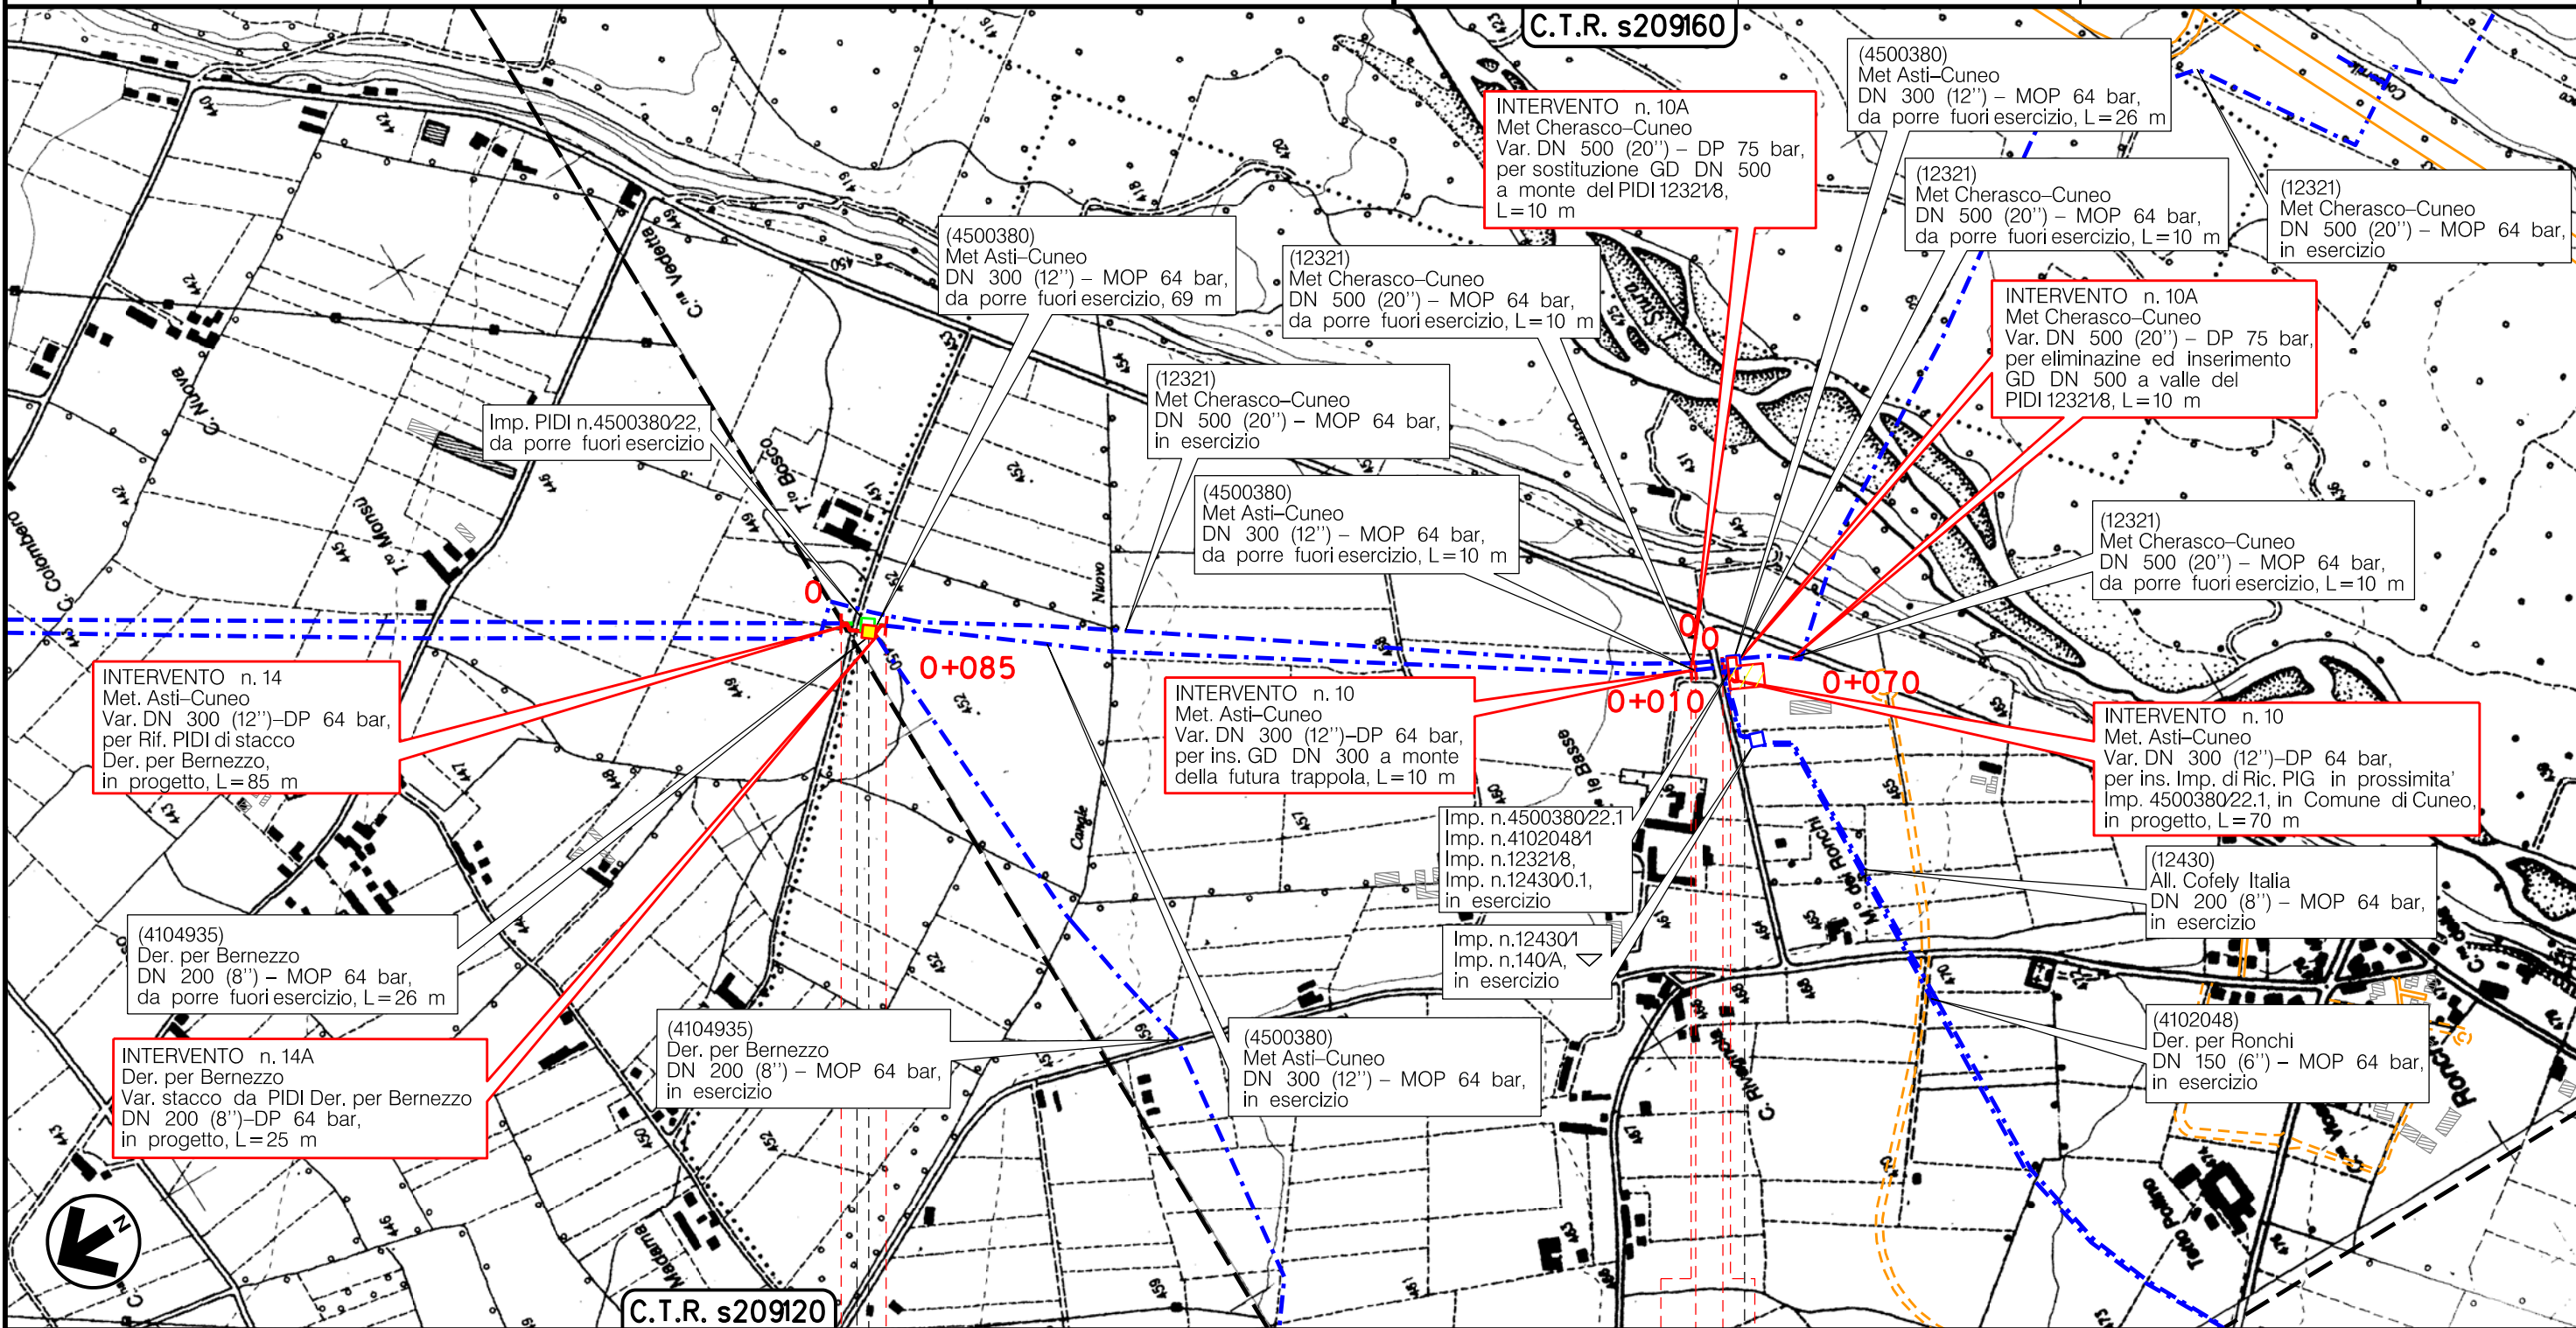 C.T.R. s209160
(4500380)
Met Asti–Cuneo
DN 300 (12'') – MOP 64 bar,
da porre fuori esercizio, L=26 m
INTERVENTO n. 10A
Met Cherasco–Cuneo
Var. DN 500 (20'') – DP 75 bar,
per sostituzione GD DN 500
a monte del PIDI 12321/8,
L=10 m
(12321)
Met Cherasco–Cuneo
DN 500 (20'') – MOP 64 bar,
da porre fuori esercizio, L=10 m
(12321)
Met Cherasco–Cuneo
DN 500 (20'') – MOP 64 bar,
in esercizio
(4500380)
Met Asti–Cuneo
DN 300 (12'') – MOP 64 bar,
da porre fuori esercizio, 69 m
(12321)
Met Cherasco–Cuneo
DN 500 (20'') – MOP 64 bar,
da porre fuori esercizio, L=10 m
INTERVENTO n. 10A
Met Cherasco–Cuneo
Var. DN 500 (20'') – DP 75 bar,
per eliminazine ed inserimento
GD DN 500 a valle del
PIDI 12321/8, L=10 m
(12321)
Met Cherasco–Cuneo
DN 500 (20'') – MOP 64 bar,
in esercizio
Imp. PIDI n.4500380/22,
da porre fuori esercizio
(4500380)
Met Asti–Cuneo
DN 300 (12'') – MOP 64 bar,
da porre fuori esercizio, L=10 m
(12321)
Met Cherasco–Cuneo
DN 500 (20'') – MOP 64 bar,
da porre fuori esercizio, L=10 m
C.na Vedetta
C. Nuova
T.to Bosco
T.to Monsù
C. Colombero
Stura
Canale
Nuovo
0
0+085
0
0
0+010
0+070
INTERVENTO n. 14
Met. Asti–Cuneo
Var. DN 300 (12'')–DP 64 bar,
per Rif. PIDI di stacco
Der. per Bernezzo,
in progetto, L=85 m
INTERVENTO n. 10
Met. Asti–Cuneo
Var. DN 300 (12'')–DP 64 bar,
per ins. GD DN 300 a monte
della futura trappola, L=10 m
INTERVENTO n. 10
Met. Asti–Cuneo
Var. DN 300 (12'')–DP 64 bar,
per ins. Imp. di Ric. PIG in prossimita'
Imp. 4500380/22.1, in Comune di Cuneo,
in progetto, L=70 m
Imp. n.4500380/22.1
Imp. n.4102048/1
Imp. n.12321/8,
Imp. n.12430/0.1,
in esercizio
le Basse
M.o dei Ronchi
(12430)
All. Cofely Italia
DN 200 (8'') – MOP 64 bar,
in esercizio
(4104935)
Der. per Bernezzo
DN 200 (8'') – MOP 64 bar,
da porre fuori esercizio, L=26 m
Imp. n.12430/1
Imp. n.140/A,
in esercizio
(4104935)
Der. per Bernezzo
DN 200 (8'') – MOP 64 bar,
in esercizio
(4500380)
Met Asti–Cuneo
DN 300 (12'') – MOP 64 bar,
in esercizio
(4102048)
Der. per Ronchi
DN 150 (6'') – MOP 64 bar,
in esercizio
INTERVENTO n. 14A
Der. per Bernezzo
Var. stacco da PIDI Der. per Bernezzo
DN 200 (8'')–DP 64 bar,
in progetto, L=25 m
Ronchi
Tetto Pollino
Madama
N
C.T.R. s209120